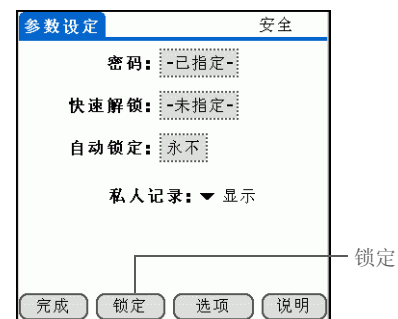 参数设定 安全
密码: -已指定-
快速解锁: -未指定-
自动锁定: 永不
私人记录: 显示
锁定
完成 锁定 选项 说明